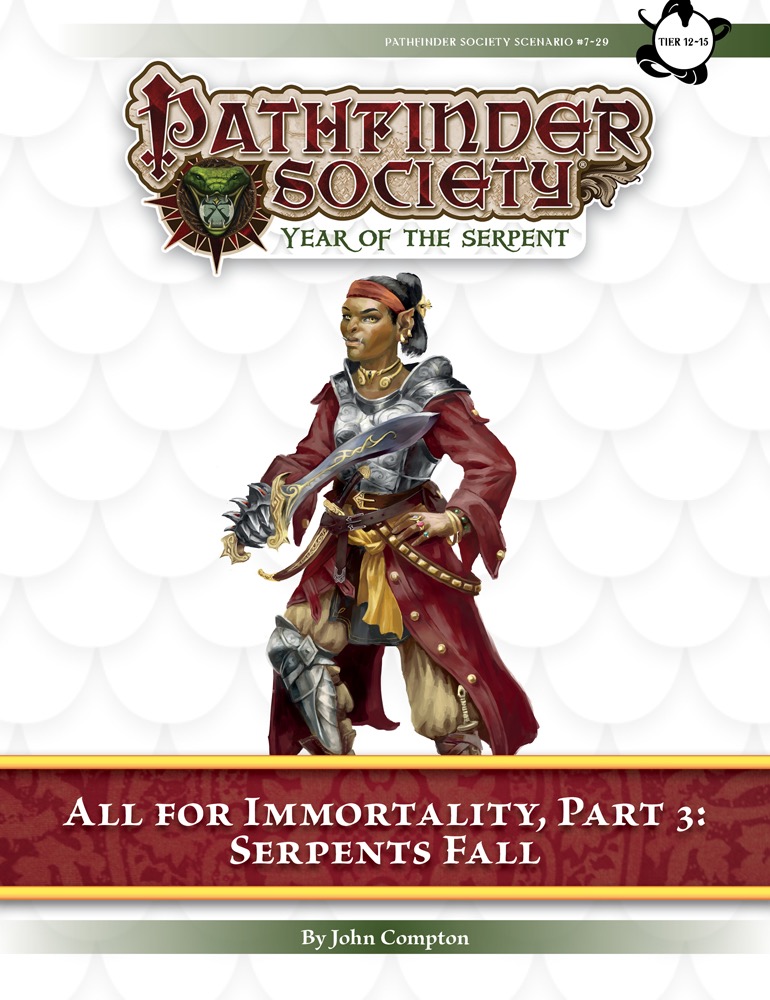 PATHFINDER SOCIETY SCENARIO #7–29
TIER 12–15
PATHFINDER
SOCIETY®
YEAR OF THE SERPENT
ALL FOR IMMORTALITY, PART 3:
SERPENTS FALL
By John Compton